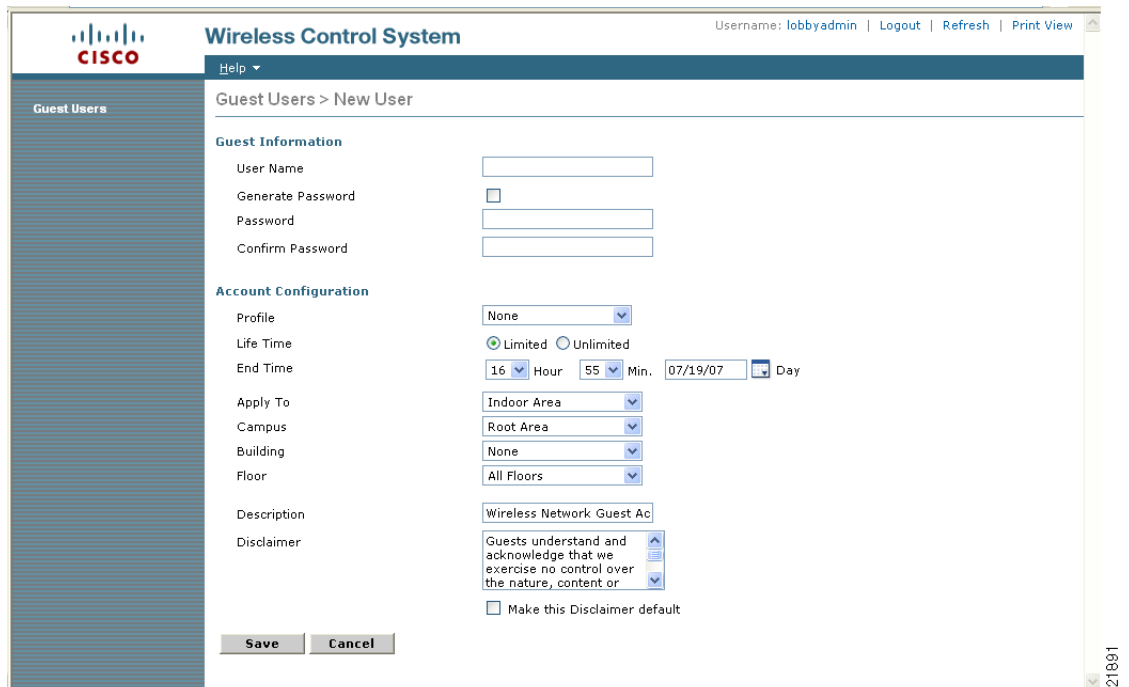 Username: lobbyadmin | Logout | Refresh | Print View
CISCO
Wireless Control System
Help
Guest Users
Guest Users > New User
Guest Information
User Name
Generate Password
Password
Confirm Password
Account Configuration
Profile None
Life Time Limited Unlimited
End Time 16 Hour 55 Min. 07/19/07 Day
Apply To Indoor Area
Campus Root Area
Building None
Floor All Floors
Description Wireless Network Guest Ac
Disclaimer Guests understand and
acknowledge that we
exercise no control over
the nature, content or
Make this Disclaimer default
Save Cancel
21891